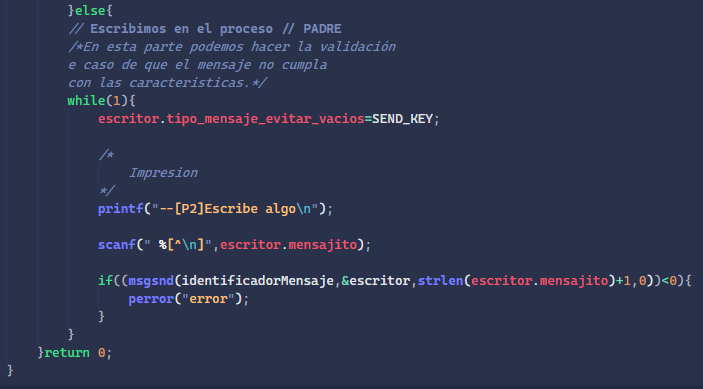 }else{
// Escribimos en el proceso // PADRE
/*En esta parte podemos hacer la validación
e caso de que el mensaje no cumpla
con las caracteristicas.*/
while(1){
escritor.tipo_mensaje_evitar_vacios=SEND_KEY;
/*
Impresion
*/
printf("--[P2]Escribe algo\n");
scanf(" %[^\n]",escritor.mensajito);
if((msgsnd(identificadorMensaje,&escritor,strlen(escritor.mensajito)+1,0))<0){
perror("error");
}
}
}return 0;
}